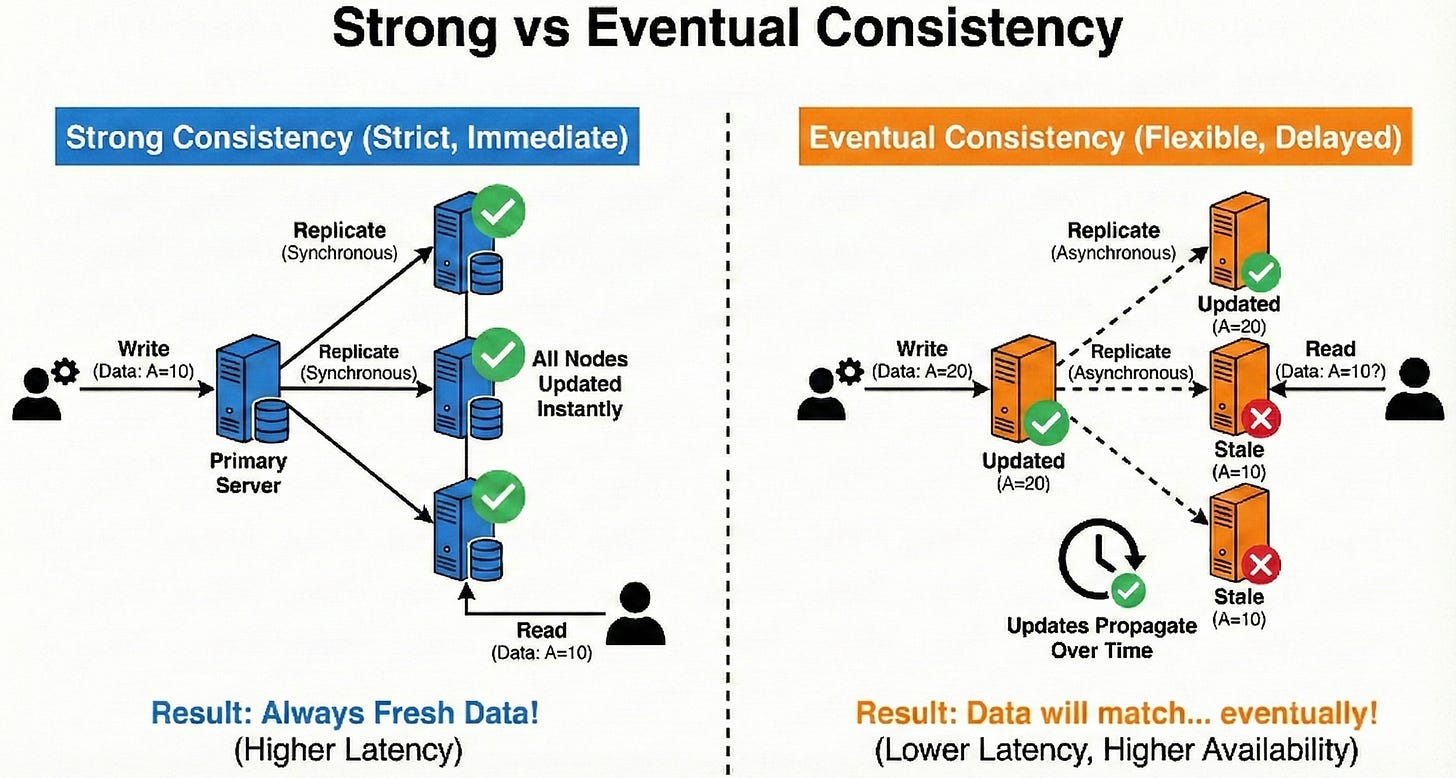 Strong vs Eventual Consistency
Strong Consistency (Strict, Immediate)
Replicate
(Synchronous)
Write
(Data: A=10)
Replicate
(Synchronous)
All Nodes
Updated
Instantly
Primary
Server
Read
(Data: A=10)
Result: Always Fresh Data!
(Higher Latency)
Eventual Consistency (Flexible, Delayed)
Replicate
(Asynchronous)
Updated
(A=20)
Write
(Data: A=20)
Replicate
(Asynchronous)
Read
(Data: A=10?)
Updated
(A=20)
Stale
(A=10)
Stale
(A=10)
Updates Propagate
Over Time
Result: Data will match... eventually!
(Lower Latency, Higher Availability)